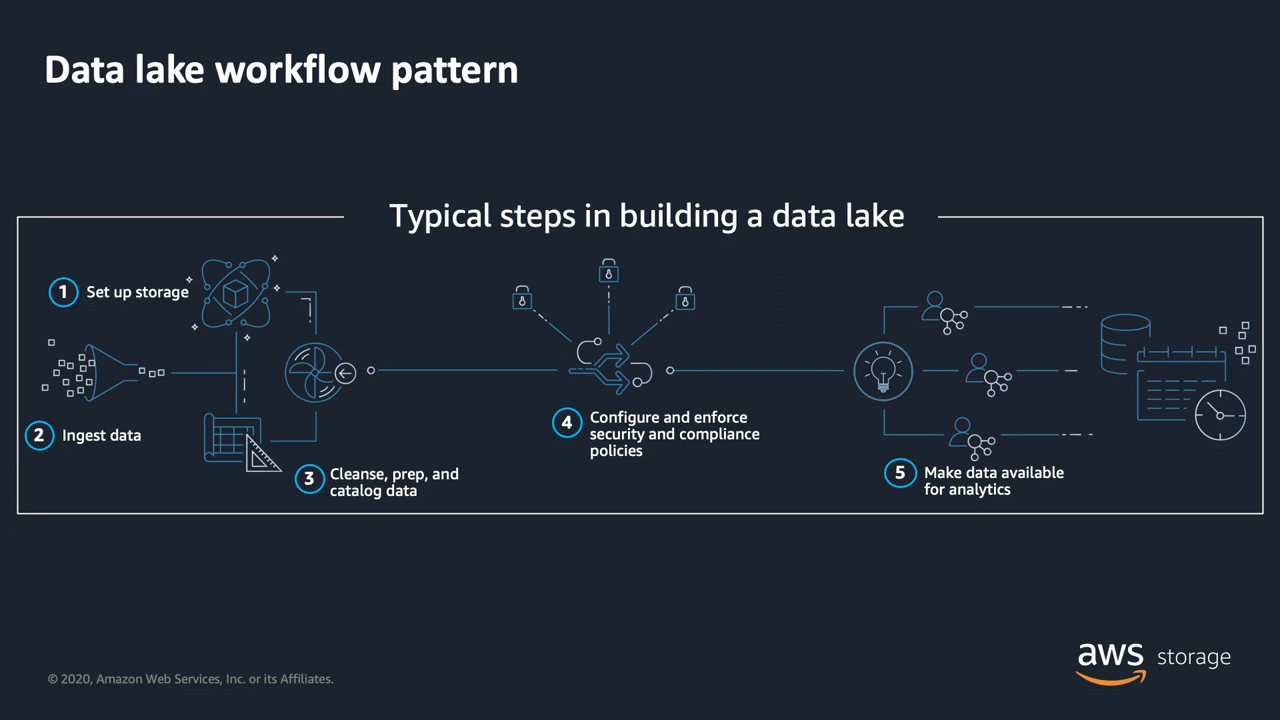 Data lake workflow pattern
Typical steps in building a data lake
1 Set up storage
2 Ingest data
3 Cleanse, prep, and
catalog data
4 Configure and enforce
security and compliance
policies
5 Make data available
for analytics
© 2020, Amazon Web Services, Inc. or its Affiliates.
aws storage